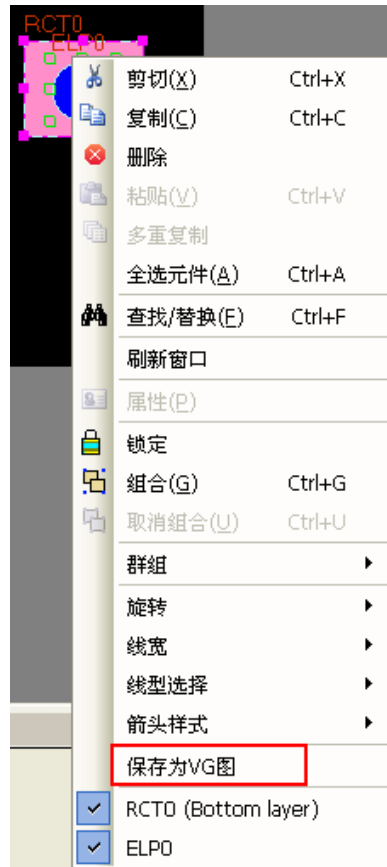 RCT0
ELP0
剪切(X) Ctrl+X
复制(C) Ctrl+C
删除
粘贴(V) Ctrl+V
多重复制
全选元件(A) Ctrl+A
查找/替换(F) Ctrl+F
刷新窗口
属性(P)
锁定
组合(G) Ctrl+G
取消组合(U) Ctrl+U
群组
旋转
线宽
线型选择
箭头样式
保存为VG图
RCT0 (Bottom layer)
ELP0